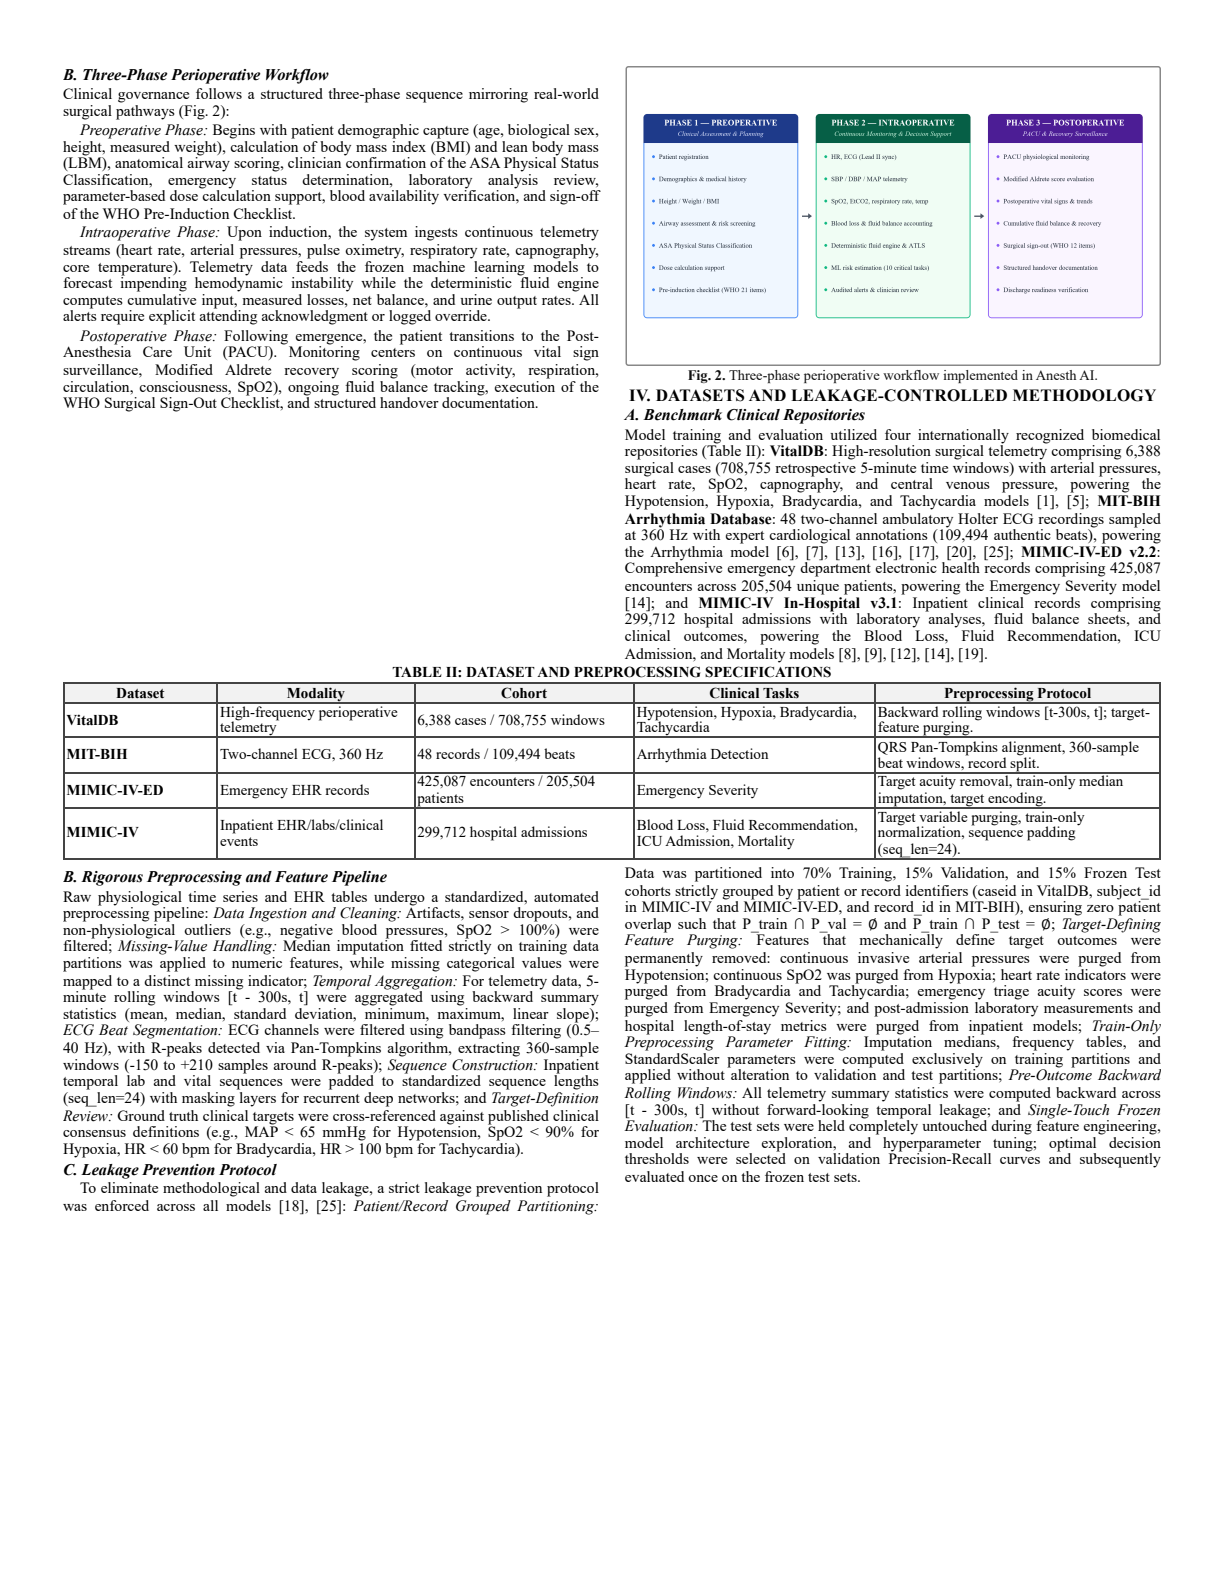 B. Three-Phase Perioperative Workflow
Clinical governance follows a structured three-phase sequence mirroring real-world
surgical pathways (Fig. 2):
Preoperative Phase: Begins with patient demographic capture (age, biological sex,
height, measured weight), calculation of body mass index (BMI) and lean body mass
(LBM), anatomical airway scoring, clinician confirmation of the ASA Physical Status
Classification, emergency status determination, laboratory analysis review,
parameter-based dose calculation support, blood availability verification, and sign-off
of the WHO Pre-Induction Checklist.
Intraoperative Phase: Upon induction, the system ingests continuous telemetry
streams (heart rate, arterial pressures, pulse oximetry, respiratory rate, capnography,
core temperature). Telemetry data feeds the frozen machine learning models to
forecast impending hemodynamic instability while the deterministic fluid engine
computes cumulative input, measured losses, net balance, and urine output rates. All
alerts require explicit attending acknowledgment or logged override.
Postoperative Phase: Following emergence, the patient transitions to the Post-
Anesthesia Care Unit (PACU). Monitoring centers on continuous vital sign
surveillance, Modified Aldrete recovery scoring (motor activity, respiration,
circulation, consciousness, SpO2), ongoing fluid balance tracking, execution of the
WHO Surgical Sign-Out Checklist, and structured handover documentation.
PHASE 1 — PREOPERATIVE
Clinical Assessment & Planning
• Patient registration
• Demographics & medical history
• Height / Weight / BMI
• Airway assessment & risk screening
• ASA Physical Status Classification
• Dose calculation support
• Pre-induction checklist (WHO 21 items)
→
PHASE 2 — INTRAOPERATIVE
Continuous Monitoring & Decision Support
• HR, ECG (Lead II sync)
• SBP / DBP / MAP telemetry
• SpO2, EtCO2, respiratory rate, temp
• Blood loss & fluid balance accounting
• Deterministic fluid engine & ATLS
• ML risk estimation (10 critical tasks)
• Audited alerts & clinician review
→
PHASE 3 — POSTOPERATIVE
PACU & Recovery Surveillance
• PACU physiological monitoring
• Modified Aldrete score evaluation
• Postoperative vital signs & trends
• Cumulative fluid balance & recovery
• Surgical sign-out (WHO 12 items)
• Structured handover documentation
• Discharge readiness verification
Fig. 2. Three-phase perioperative workflow implemented in Anesth AI.
IV. DATASETS AND LEAKAGE-CONTROLLED METHODOLOGY
A. Benchmark Clinical Repositories
Model training and evaluation utilized four internationally recognized biomedical
repositories (Table II): VitalDB: High-resolution surgical telemetry comprising 6,388
surgical cases (708,755 retrospective 5-minute time windows) with arterial pressures,
heart rate, SpO2, capnography, and central venous pressure, powering the
Hypotension, Hypoxia, Bradycardia, and Tachycardia models [1], [5]; MIT-BIH
Arrhythmia Database: 48 two-channel ambulatory Holter ECG recordings sampled
at 360 Hz with expert cardiological annotations (109,494 authentic beats), powering
the Arrhythmia model [6], [7], [13], [16], [17], [20], [25]; MIMIC-IV-ED v2.2:
Comprehensive emergency department electronic health records comprising 425,087
encounters across 205,504 unique patients, powering the Emergency Severity model
[14]; and MIMIC-IV In-Hospital v3.1: Inpatient clinical records comprising
299,712 hospital admissions with laboratory analyses, fluid balance sheets, and
clinical outcomes, powering the Blood Loss, Fluid Recommendation, ICU
Admission, and Mortality models [8], [9], [12], [14], [19].
TABLE II: DATASET AND PREPROCESSING SPECIFICATIONS
Dataset Modality Cohort Clinical Tasks Preprocessing Protocol
VitalDB
High-frequency perioperative
telemetry
6,388 cases / 708,755 windows
Hypotension, Hypoxia, Bradycardia,
Tachycardia
Backward rolling windows [t-300s, t]; target-
feature purging.
MIT-BIH
Two-channel ECG, 360 Hz
48 records / 109,494 beats
Arrhythmia Detection
QRS Pan-Tompkins alignment, 360-sample
beat windows, record split.
MIMIC-IV-ED
Emergency EHR records
425,087 encounters / 205,504
patients
Emergency Severity
Target acuity removal, train-only median
imputation, target encoding.
MIMIC-IV
Inpatient EHR/labs/clinical
events
299,712 hospital admissions
Blood Loss, Fluid Recommendation,
ICU Admission, Mortality
Target variable purging, train-only
normalization, sequence padding
(seq_len=24).
B. Rigorous Preprocessing and Feature Pipeline
Raw physiological time series and EHR tables undergo a standardized, automated
preprocessing pipeline: Data Ingestion and Cleaning: Artifacts, sensor dropouts, and
non-physiological outliers (e.g., negative blood pressures, SpO2 > 100%) were
filtered; Missing-Value Handling: Median imputation fitted strictly on training data
partitions was applied to numeric features, while missing categorical values were
mapped to a distinct missing indicator; Temporal Aggregation: For telemetry data, 5-
minute rolling windows [t - 300s, t] were aggregated using backward summary
statistics (mean, median, standard deviation, minimum, maximum, linear slope);
ECG Beat Segmentation: ECG channels were filtered using bandpass filtering (0.5–
40 Hz), with R-peaks detected via Pan-Tompkins algorithm, extracting 360-sample
windows (-150 to +210 samples around R-peaks); Sequence Construction: Inpatient
temporal lab and vital sequences were padded to standardized sequence lengths
(seq_len=24) with masking layers for recurrent deep networks; and Target-Definition
Review: Ground truth clinical targets were cross-referenced against published clinical
consensus definitions (e.g., MAP < 65 mmHg for Hypotension, SpO2 < 90% for
Hypoxia, HR < 60 bpm for Bradycardia, HR > 100 bpm for Tachycardia).
C. Leakage Prevention Protocol
To eliminate methodological and data leakage, a strict leakage prevention protocol
was enforced across all models [18], [25]: Patient/Record Grouped Partitioning:
Data was partitioned into 70% Training, 15% Validation, and 15% Frozen Test
cohorts strictly grouped by patient or record identifiers (caseid in VitalDB, subject_id
in MIMIC-IV and MIMIC-IV-ED, and record_id in MIT-BIH), ensuring zero patient
overlap such that P_train ∩ P_val = ∅ and P_train ∩ P_test = ∅; Target-Defining
Feature Purging: Features that mechanically define target outcomes were
permanently removed: continuous invasive arterial pressures were purged from
Hypotension; continuous SpO2 was purged from Hypoxia; heart rate indicators were
purged from Bradycardia and Tachycardia; emergency triage acuity scores were
purged from Emergency Severity; and post-admission laboratory measurements and
hospital length-of-stay metrics were purged from inpatient models; Train-Only
Preprocessing Parameter Fitting: Imputation medians, frequency tables, and
StandardScaler parameters were computed exclusively on training partitions and
applied without alteration to validation and test partitions; Pre-Outcome Backward
Rolling Windows: All telemetry summary statistics were computed backward across
[t - 300s, t] without forward-looking temporal leakage; and Single-Touch Frozen
Evaluation: The test sets were held completely untouched during feature engineering,
model architecture exploration, and hyperparameter tuning; optimal decision
thresholds were selected on validation Precision-Recall curves and subsequently
evaluated once on the frozen test sets.